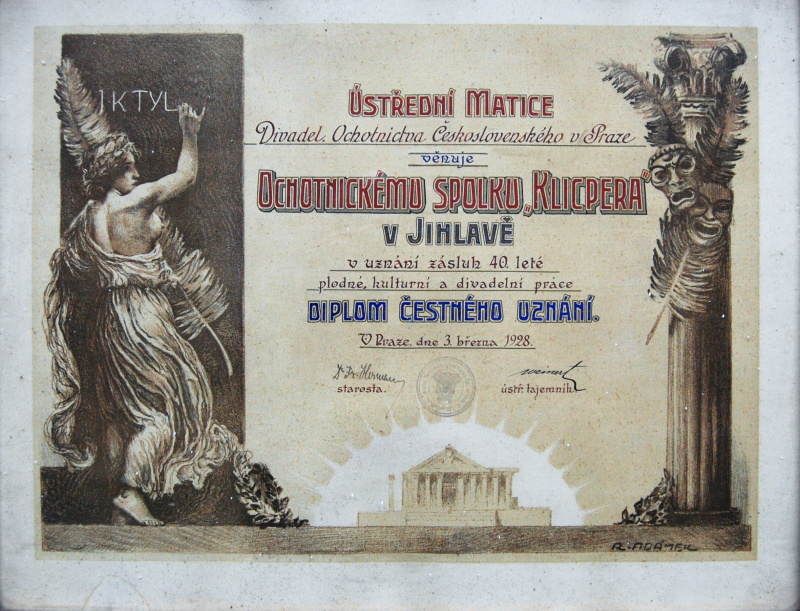 J K TYL
ÚSTŘEDNÍ MATICE
Divadel. Ochotnictva Československého v Praze
věnuje
OCHOTNICKÉMU SPOLKU „KLICPERA"
V JIHLAVĚ
v uznání zásluh 40. leté
plodné, kulturní a divadelní práce
DIPLOM ČESTNÉHO UZNÁNÍ.
V Praze, dne 3. března 1928.
starosta.
ústř. tajemník
R. ADÁMEK